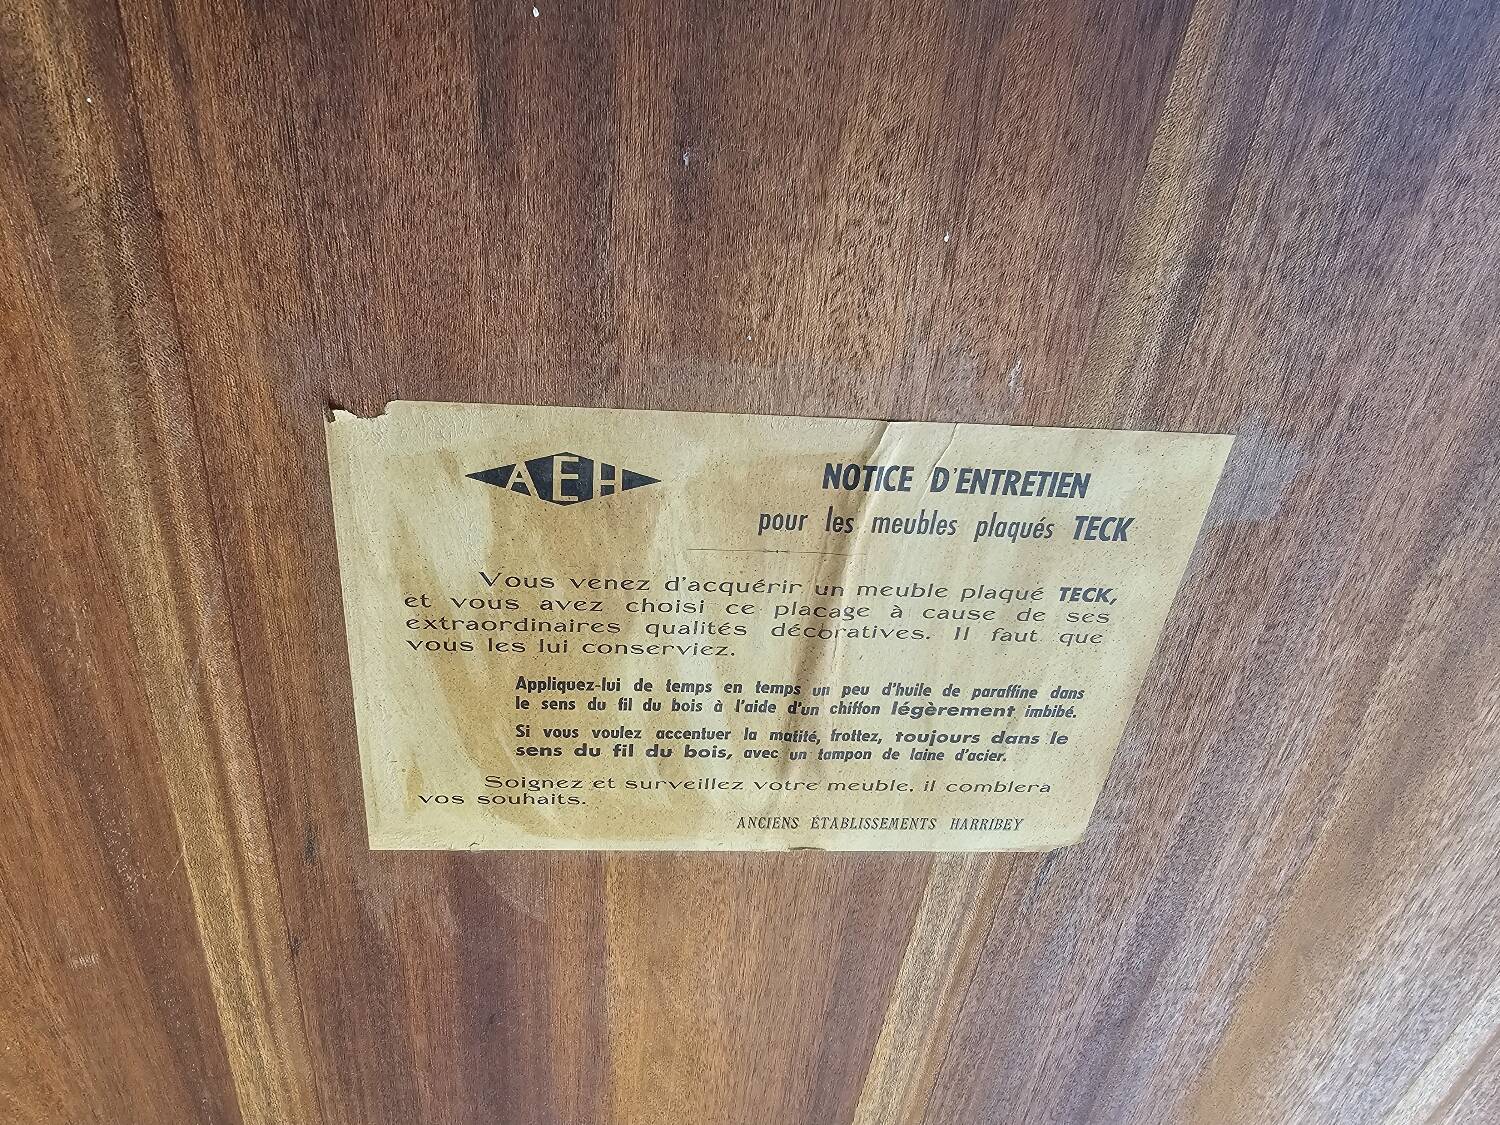 AEH
NOTICE D'ENTRETIEN
pour les meubles plaqués TECK
Vous venez d'acquérir un meuble plaqué TECK,
et vous avez choisi ce placage à cause de ses
extraordinaires qualités décoratives. Il faut que
vous les lui conserviez.
Appliquez-lui de temps en temps un peu d'huile de paraffine dans
le sens du fil du bois à l'aide d'un chiffon légèrement imbibé.
Si vous voulez accentuer la matité, frottez, toujours dans le
sens du fil du bois, avec un tampon de laine d'acier.
Soignez et surveillez votre meuble, il comblera
vos souhaits.
ANCIENS ÉTABLISSEMENTS HARRIBEY